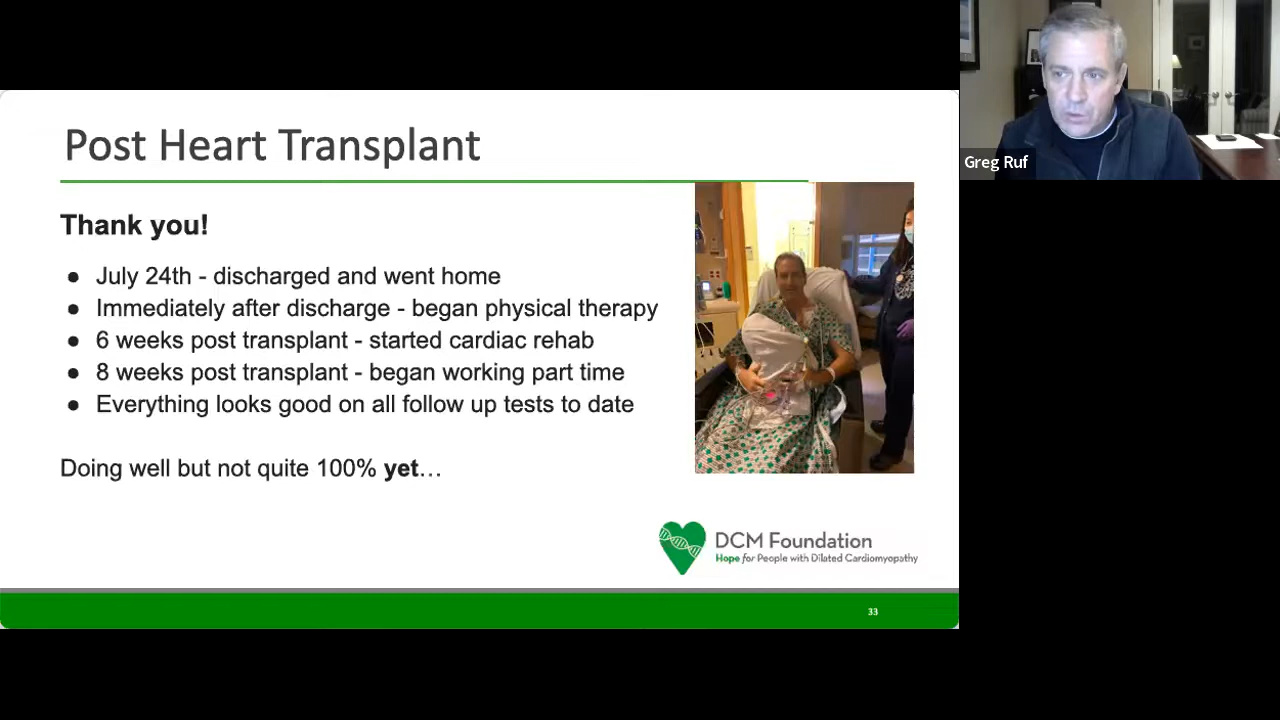 Post Heart Transplant
Thank you!
● July 24th - discharged and went home
● Immediately after discharge - began physical therapy
● 6 weeks post transplant - started cardiac rehab
● 8 weeks post transplant - began working part time
● Everything looks good on all follow up tests to date
Doing well but not quite 100% yet…
DCM Foundation
Hope for People with Dilated Cardiomyopathy
33
Greg Ruf